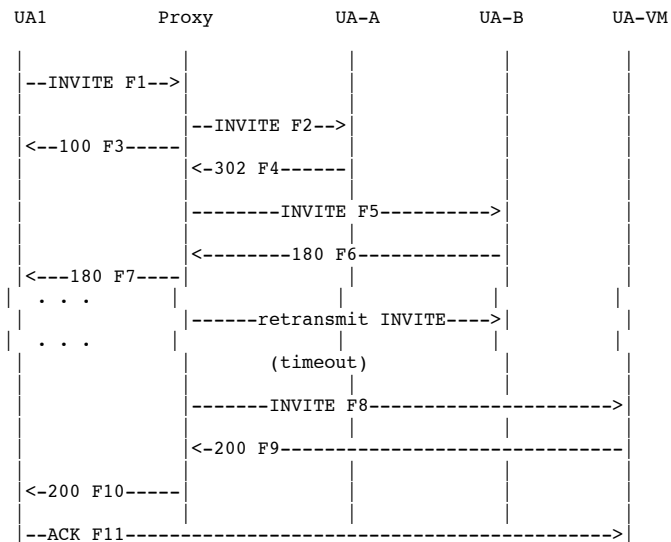 UA1 Proxy UA-A UA-B UA-VM
| | | | |
|--INVITE F1-->| | | |
| | | | |
| |--INVITE F2-->| | |
|<--100 F3-----| | | |
| |<-302 F4------| | |
| | | | |
| |--------INVITE F5---------->| |
| | | | |
| |<--------180 F6-------------| |
|<---180 F7----| | | |
| . . . | | | |
| |------retransmit INVITE---->| |
| . . . | | | |
| | (timeout) | |
| | | | |
| |-------INVITE F8--------------------->|
| | | | |
| |<-200 F9------------------------------|
| | | | |
|<-200 F10-----| | | |
| | | | |
|--ACK F11-------------------------------------------->|